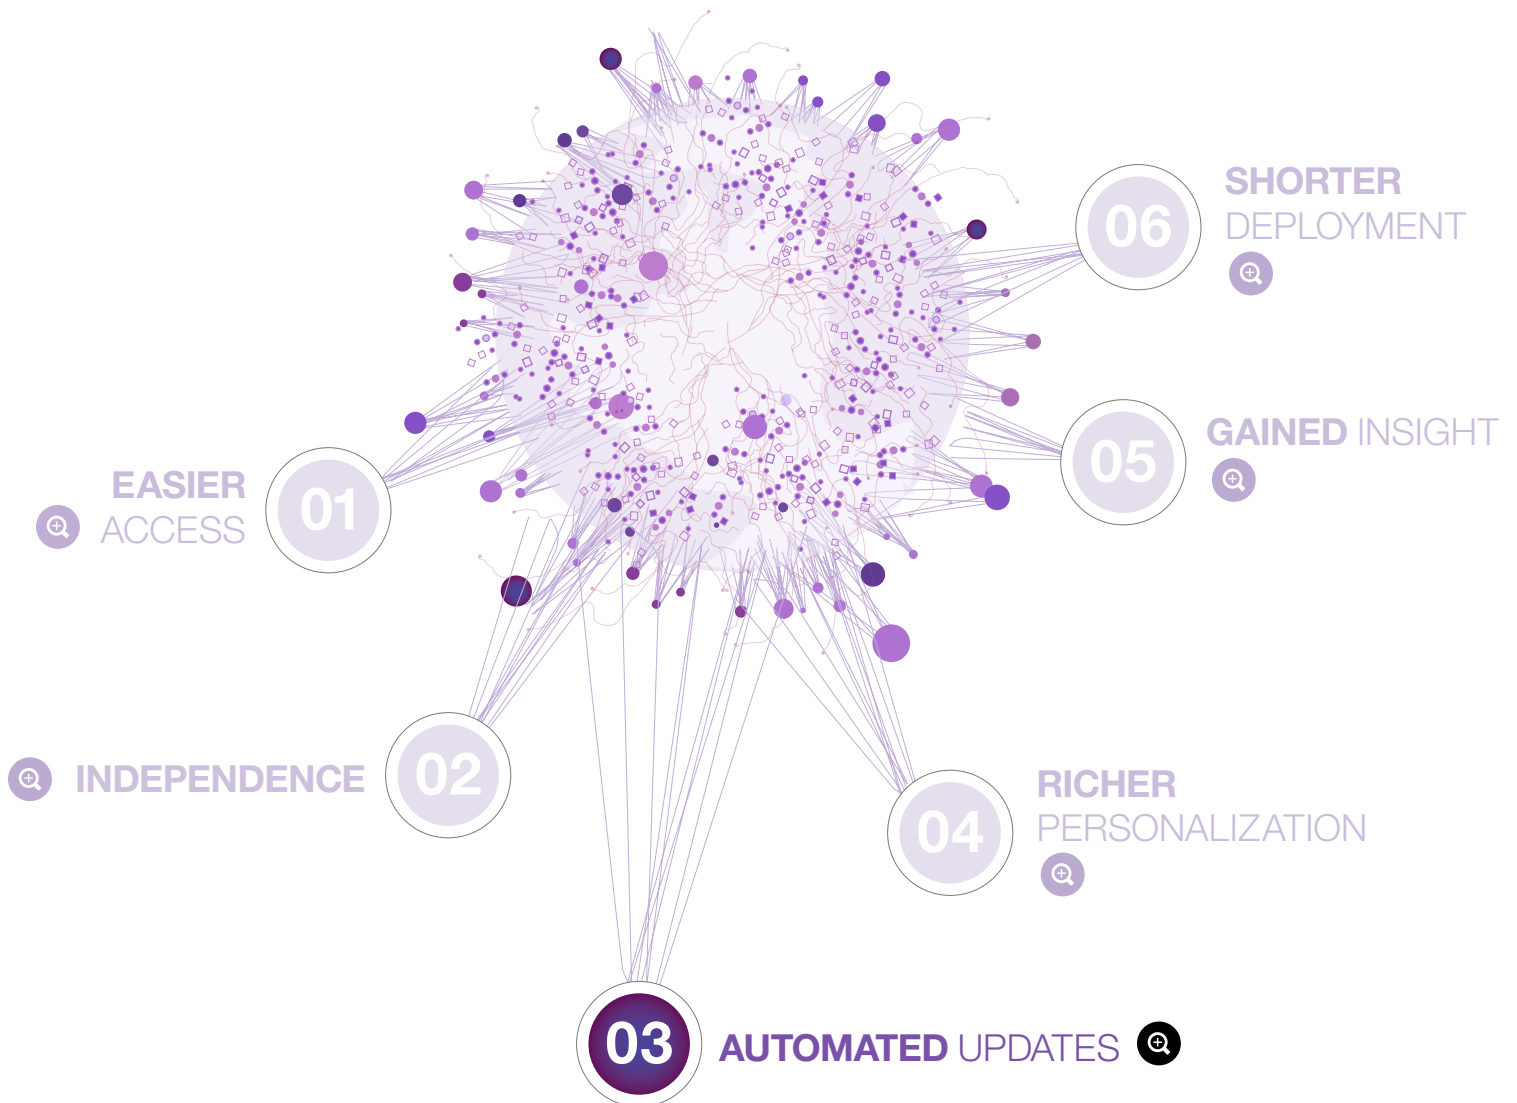 01
EASIER
ACCESS
02
INDEPENDENCE
03
AUTOMATED UPDATES
04
RICHER
PERSONALIZATION
05
GAINED INSIGHT
06
SHORTER
DEPLOYMENT